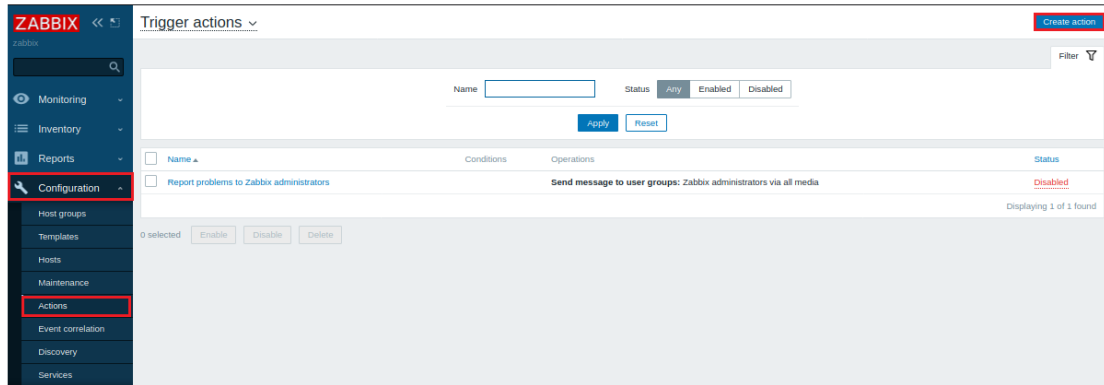 ZABBIX
zabbix
Monitoring
Inventory
Reports
Configuration
Host groups
Templates
Hosts
Maintenance
Actions
Event correlation
Discovery
Services
Trigger actions
Create action
Filter
Name Status Any Enabled Disabled
Apply Reset
Name Conditions Operations Status
Report problems to Zabbix administrators Send message to user groups: Zabbix administrators via all media Disabled
Displaying 1 of 1 found
0 selected Enable Disable Delete